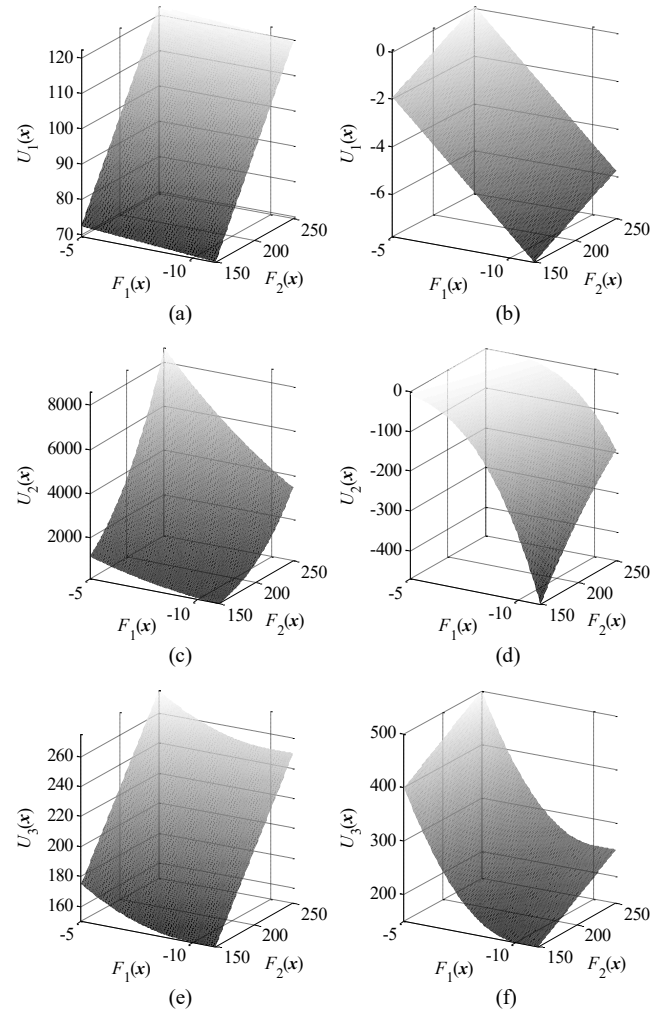 120
110
100
90
80
70
U1(x)
-5
-10
150
200
250
F1(x)
F2(x)
(a)
0
-2
-4
-6
U1(x)
-5
-10
150
200
250
F1(x)
F2(x)
(b)
8000
6000
4000
2000
U2(x)
-5
-10
150
200
250
F1(x)
F2(x)
(c)
0
-100
-200
-300
-400
U2(x)
-5
-10
150
200
250
F1(x)
F2(x)
(d)
260
240
220
200
180
160
U3(x)
-5
-10
150
200
250
F1(x)
F2(x)
(e)
500
400
300
200
U3(x)
-5
-10
150
200
250
F1(x)
F2(x)
(f)